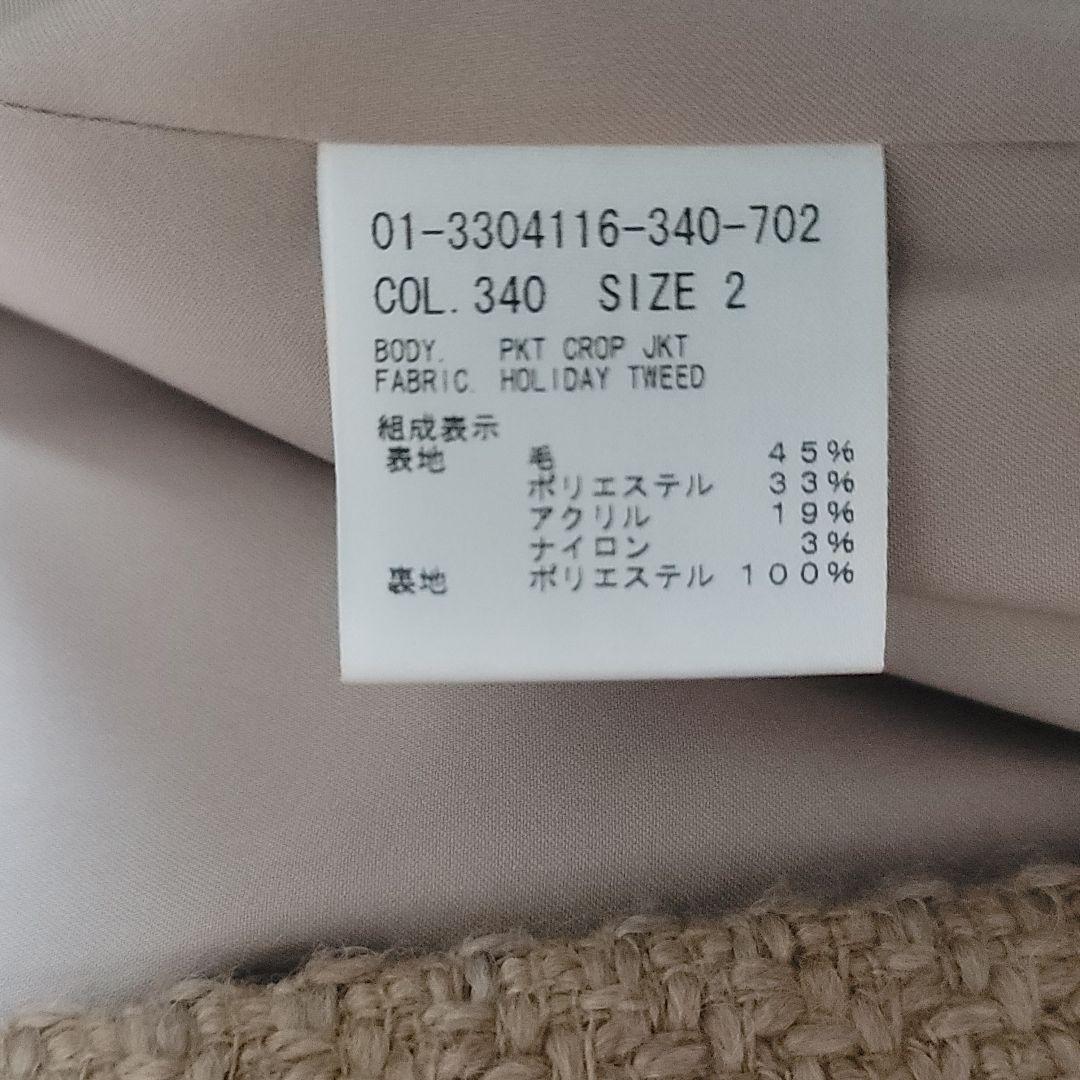 01-3304116-340-702
COL. 340 SIZE 2
BODY. PKT CROP JKT
FABRIC. HOLIDAY TWEED
組成表示
表地 毛 45%
ポリエステル 33%
アクリル 19%
ナイロン 3%
裏地 ポリエステル 100%